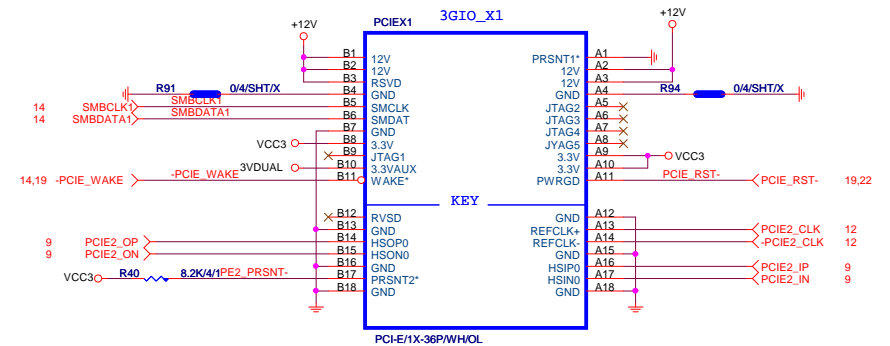 3GIO_X1
PCIEX1
+12V
+12V
B1 12V
B2 12V
B3 RSVD
B4 GND
B5 SMCLK
B6 SMDAT
B7 GND
B8 3.3V
B9 JTAG1
B10 3.3VAUX
B11 WAKE*
PRSNT1* A1
12V A2
12V A3
GND A4
JTAG2 A5
JTAG3 A6
JTAG4 A7
JYAG5 A8
3.3V A9
3.3V A10
PWRGD A11
R91 0/4/SHT/X
R94 0/4/SHT/X
14 SMBCLK1 SMBCLK1
14 SMBDATA1 SMBDATA1
VCC3
3VDUAL
14,19 -PCIE_WAKE -PCIE_WAKE
VCC3
PCIE_RST- PCIE_RST- 19,22
KEY
B12 RVSD
B13 GND
B14 HSOP0
B15 HSON0
B16 GND
B17 PRSNT2*
B18 GND
GND A12
REFCLK+ A13
REFCLK- A14
GND A15
HSIP0 A16
HSIN0 A17
GND A18
9 PCIE2_OP
9 PCIE2_ON
VCC3 R40 8.2K/4/1 PE2_PRSNT-
PCIE2_CLK 12
-PCIE2_CLK 12
PCIE2_IP 9
PCIE2_IN 9
PCI-E/1X-36P/WH/OL